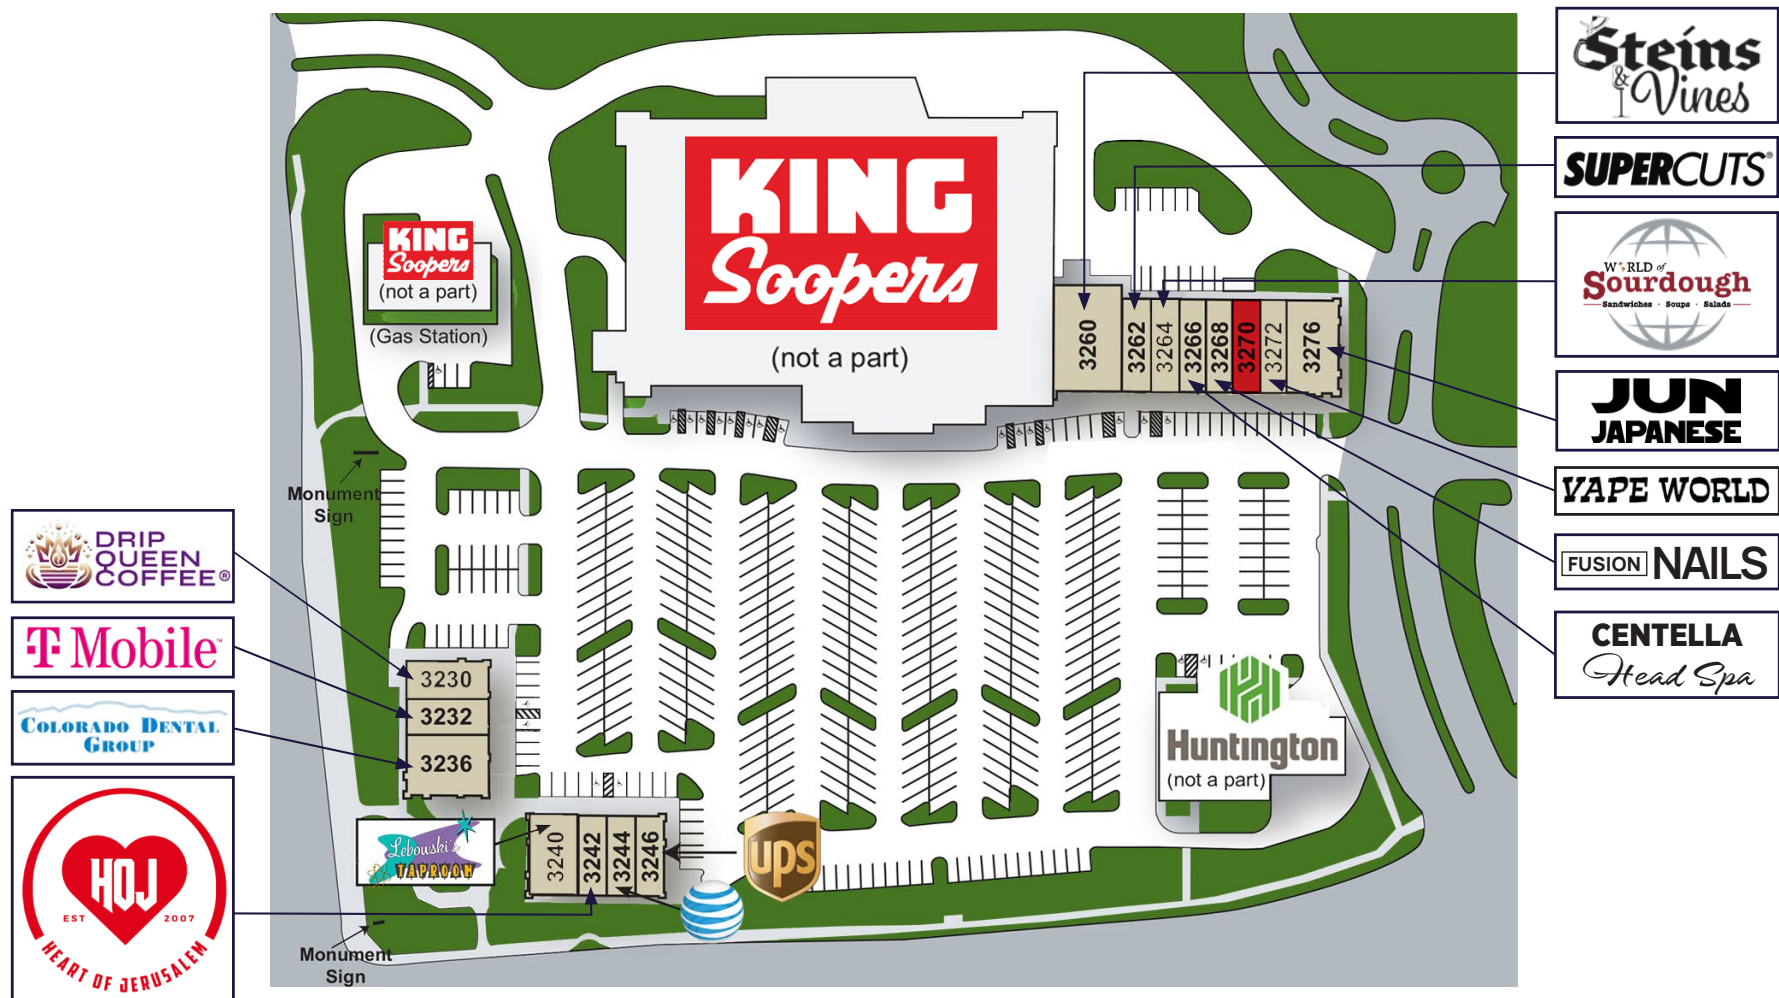 KING
Soopers
(not a part)
KING
Soopers
(not a part)
(Gas Station)
Steins
& Vines
SUPERCUTS®
WORLD of
Sourdough
Sandwiches · Soups · Salads
JUN
JAPANESE
VAPE WORLD
FUSION NAILS
CENTELLA
Head Spa
3260
3262
3264
3266
3268
3270
3272
3276
Monument
Sign
DRIP
QUEEN
COFFEE®
T Mobile™
COLORADO DENTAL
GROUP
3230
3232
3236
Huntington
(not a part)
Lebowski's
TAPROOM
3240
3242
3244
3246
ups
HOJ
EST 2007
HEART OF JERUSALEM
Monument
Sign